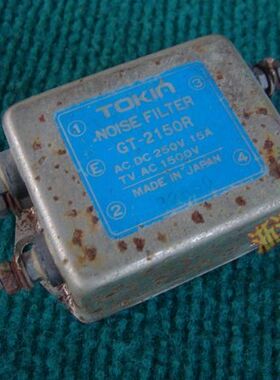 TOKIN
NOISE FILTER
GT-2150R
AC DC 250V 15A
TV AC 1500V
MADE IN JAPAN
①
E
②
③
④